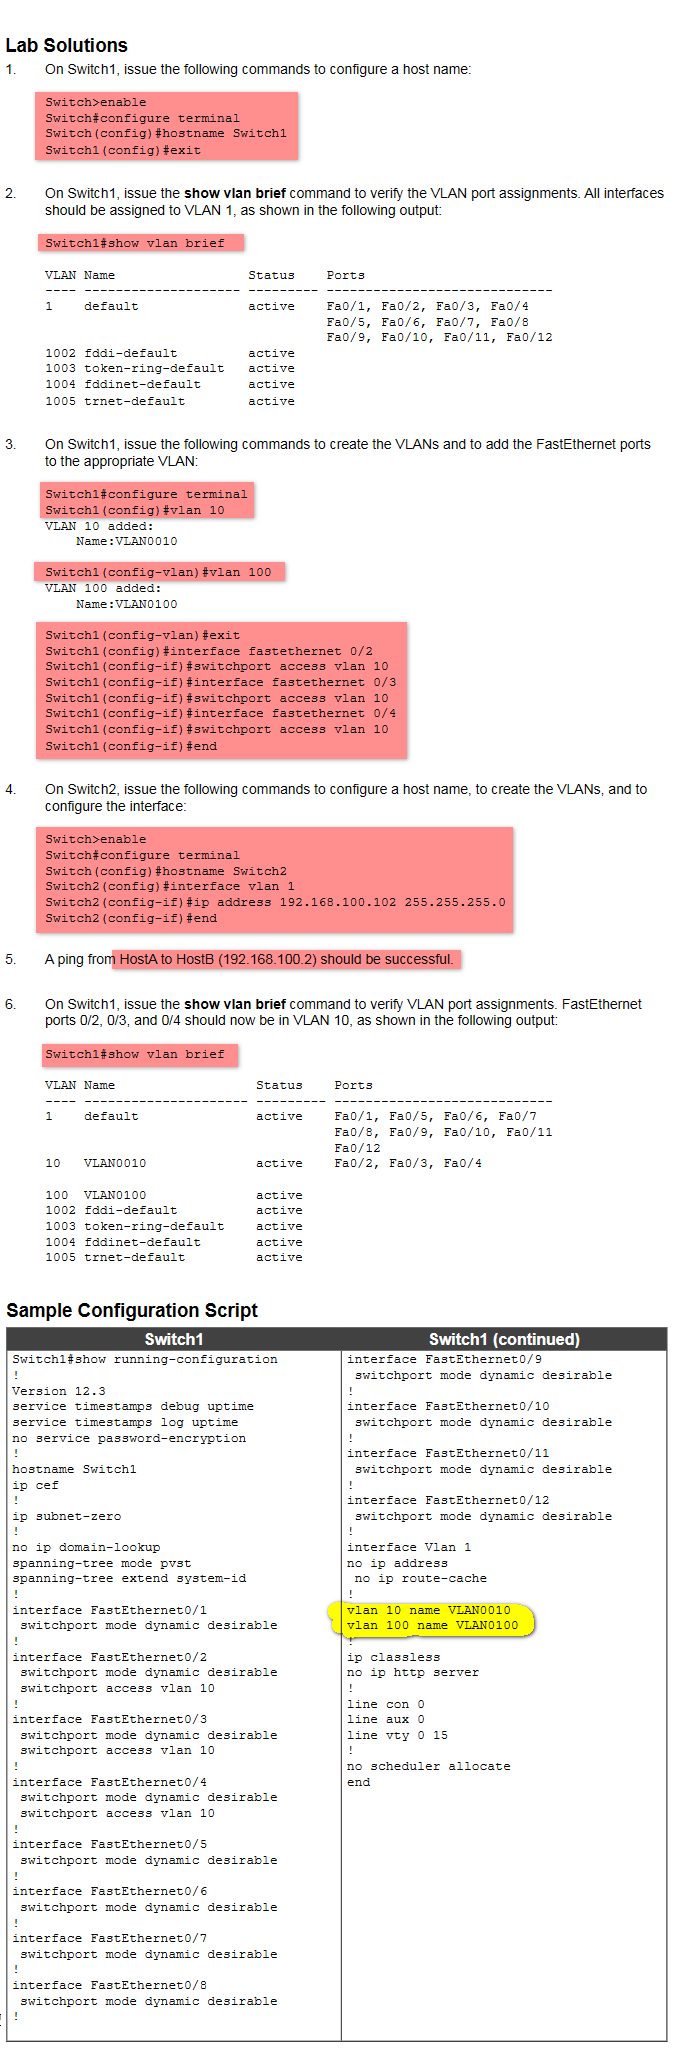 Lab Solutions
1. On Switch1, issue the following commands to configure a host name:
Switch>enable
Switch#configure terminal
Switch(config)#hostname Switch1
Switch1(config)#exit
2. On Switch1, issue the show vlan brief command to verify the VLAN port assignments. All interfaces
should be assigned to VLAN 1, as shown in the following output:
Switch1#show vlan brief
VLAN Name Status Ports
---- -------------------- --------- -----------------------------
1 default active Fa0/1, Fa0/2, Fa0/3, Fa0/4
Fa0/5, Fa0/6, Fa0/7, Fa0/8
Fa0/9, Fa0/10, Fa0/11, Fa0/12
1002 fddi-default active
1003 token-ring-default active
1004 fddinet-default active
1005 trnet-default active
3. On Switch1, issue the following commands to create the VLANs and to add the FastEthernet ports
to the appropriate VLAN:
Switch1#configure terminal
Switch1(config)#vlan 10
VLAN 10 added:
Name:VLAN0010
Switch1(config-vlan)#vlan 100
VLAN 100 added:
Name:VLAN0100
Switch1(config-vlan)#exit
Switch1(config)#interface fastethernet 0/2
Switch1(config-if)#switchport access vlan 10
Switch1(config-if)#interface fastethernet 0/3
Switch1(config-if)#switchport access vlan 10
Switch1(config-if)#interface fastethernet 0/4
Switch1(config-if)#switchport access vlan 10
Switch1(config-if)#end
4. On Switch2, issue the following commands to configure a host name, to create the VLANs, and to
configure the interface:
Switch>enable
Switch#configure terminal
Switch(config)#hostname Switch2
Switch2(config)#interface vlan 1
Switch2(config-if)#ip address 192.168.100.102 255.255.255.0
Switch2(config-if)#end
5. A ping from HostA to HostB (192.168.100.2) should be successful.
6. On Switch1, issue the show vlan brief command to verify VLAN port assignments. FastEthernet
ports 0/2, 0/3, and 0/4 should now be in VLAN 10, as shown in the following output:
Switch1#show vlan brief
VLAN Name Status Ports
---- --------------------- --------- ----------------------------
1 default active Fa0/1, Fa0/5, Fa0/6, Fa0/7
Fa0/8, Fa0/9, Fa0/10, Fa0/11
Fa0/12
10 VLAN0010 active Fa0/2, Fa0/3, Fa0/4
100 VLAN0100 active
1002 fddi-default active
1003 token-ring-default active
1004 fddinet-default active
1005 trnet-default active
Sample Configuration Script
Switch1
Switch1#show running-configuration
!
Version 12.3
service timestamps debug uptime
service timestamps log uptime
no service password-encryption
!
hostname Switch1
ip cef
!
ip subnet-zero
!
no ip domain-lookup
spanning-tree mode pvst
spanning-tree extend system-id
!
interface FastEthernet0/1
switchport mode dynamic desirable
!
interface FastEthernet0/2
switchport mode dynamic desirable
switchport access vlan 10
!
interface FastEthernet0/3
switchport mode dynamic desirable
switchport access vlan 10
!
interface FastEthernet0/4
switchport mode dynamic desirable
switchport access vlan 10
!
interface FastEthernet0/5
switchport mode dynamic desirable
!
interface FastEthernet0/6
switchport mode dynamic desirable
!
interface FastEthernet0/7
switchport mode dynamic desirable
!
interface FastEthernet0/8
switchport mode dynamic desirable
!
Switch1 (continued)
interface FastEthernet0/9
switchport mode dynamic desirable
!
interface FastEthernet0/10
switchport mode dynamic desirable
!
interface FastEthernet0/11
switchport mode dynamic desirable
!
interface FastEthernet0/12
switchport mode dynamic desirable
!
interface Vlan 1
no ip address
no ip route-cache
!
vlan 10 name VLAN0010
vlan 100 name VLAN0100
!
ip classless
no ip http server
!
line con 0
line aux 0
line vty 0 15
!
no scheduler allocate
end